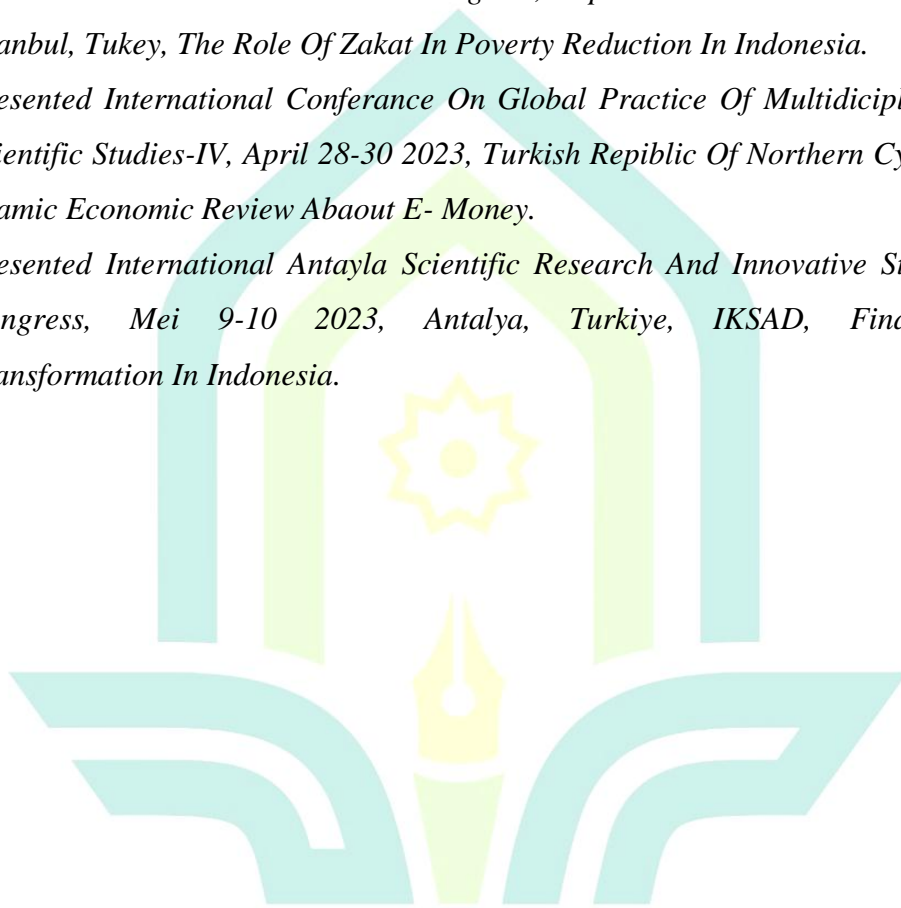 anbul, Tukey, The Role Of Zakat In Poverty Reduction In Indonesia.
esented International Conferance On Global Practice Of Multidicipl
ientific Studies-IV, April 28-30 2023, Turkish Repiblic Of Northern Cy
amic Economic Review Abaout E- Money.
esented International Antayla Scientific Research And Innovative St
ngress, Mei 9-10 2023, Antalya, Turkiye, IKSAD, Fina
ansformation In Indonesia.